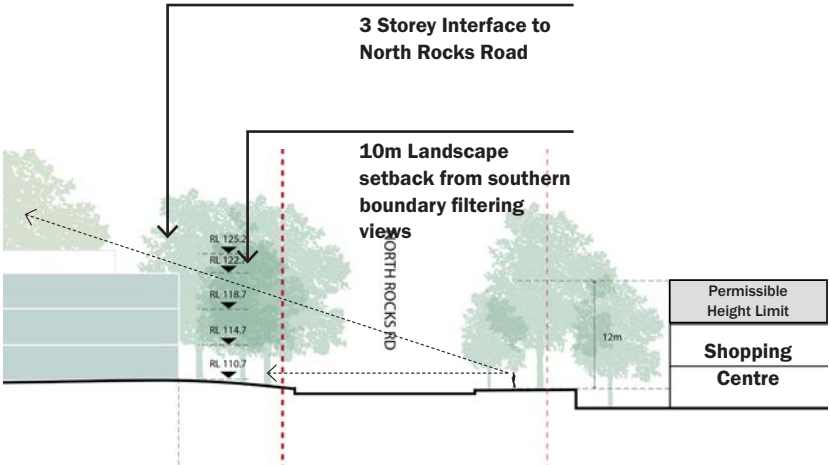 3 Storey Interface to
North Rocks Road
10m Landscape
setback from southern
boundary filtering
views
NORTH ROCKS RD
RL 125.2
RL 122.7
RL 118.7
RL 114.7
RL 110.7
12m
Permissible
Height Limit
Shopping
Centre